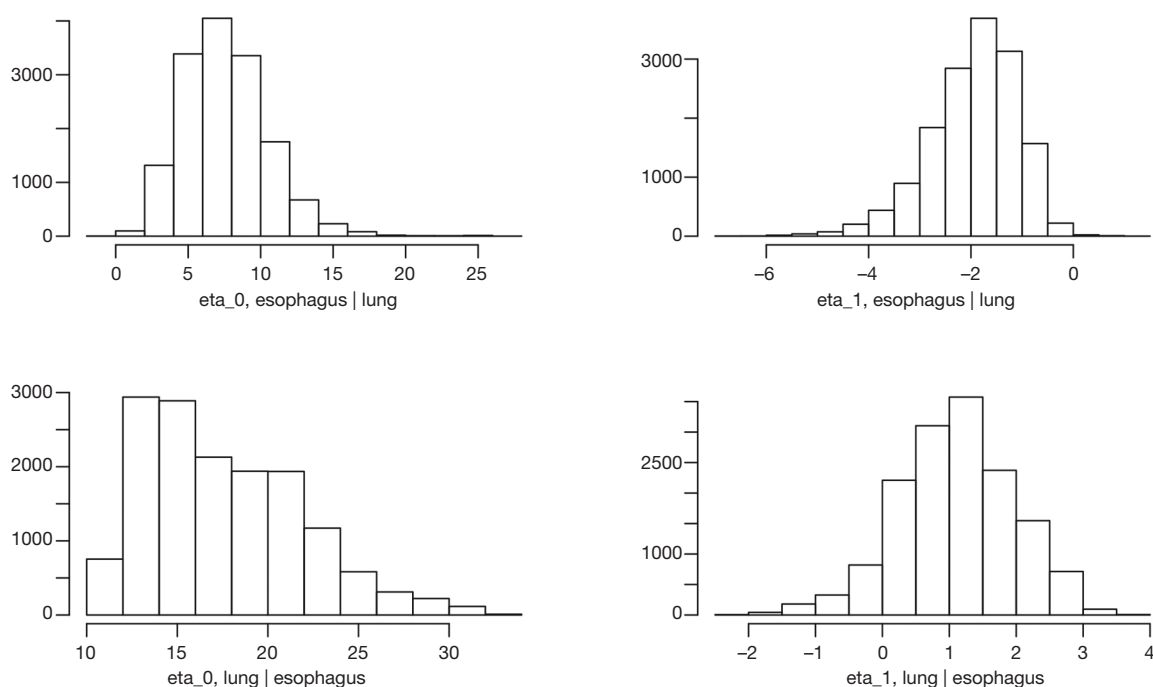 3000
1000
0
0 5 10 15 20 25
eta_0, esophagus | lung
3000
1000
0
−6 −4 −2 0
eta_1, esophagus | lung
3000
2000
1000
0
10 15 20 25 30
eta_0, lung | esophagus
2500
1000
0
−2 −1 0 1 2 3 4
eta_1, lung | esophagus